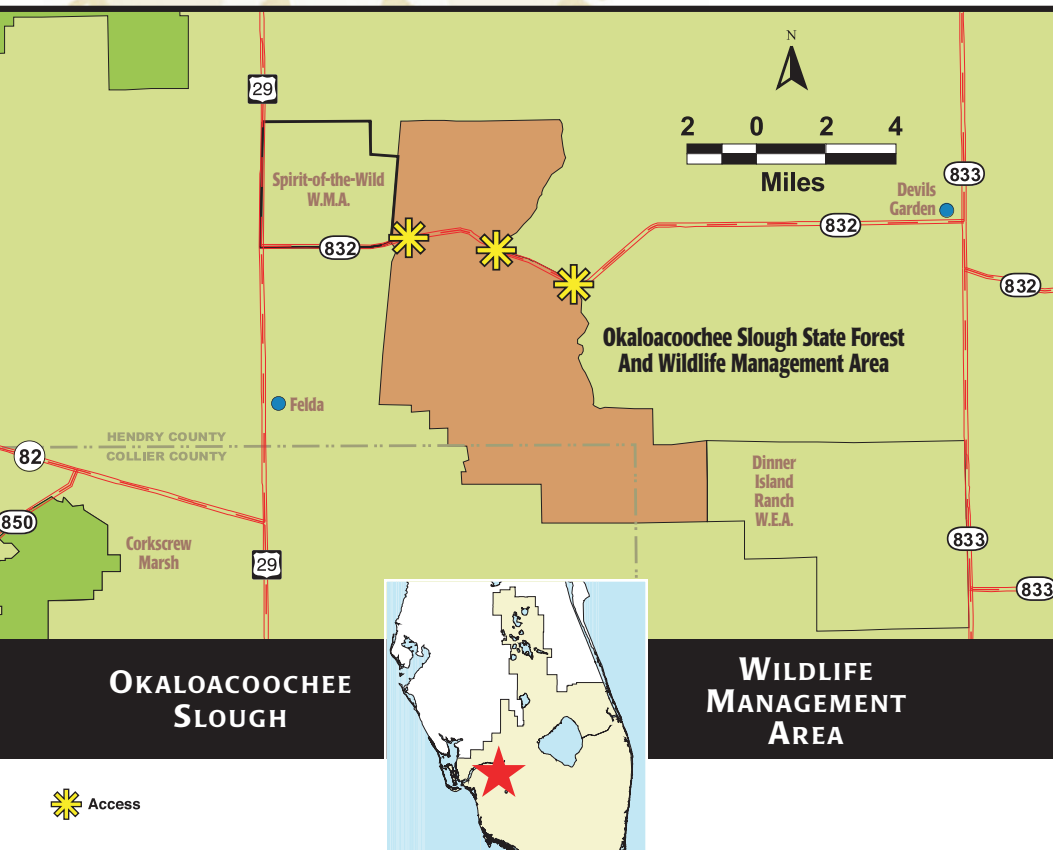 N
29
2 0 2 4
Miles
833
Spirit-of-the-Wild
W.M.A.
Devils
Garden
832
832
832
Okaloacoochee Slough State Forest
And Wildlife Management Area
Felda
HENDRY COUNTY
COLLIER COUNTY
82
Dinner
Island
Ranch
W.E.A.
850
Corkscrew
Marsh
833
29
833
OKALOACOOCHEE
SLOUGH
WILDLIFE
MANAGEMENT
AREA
Access